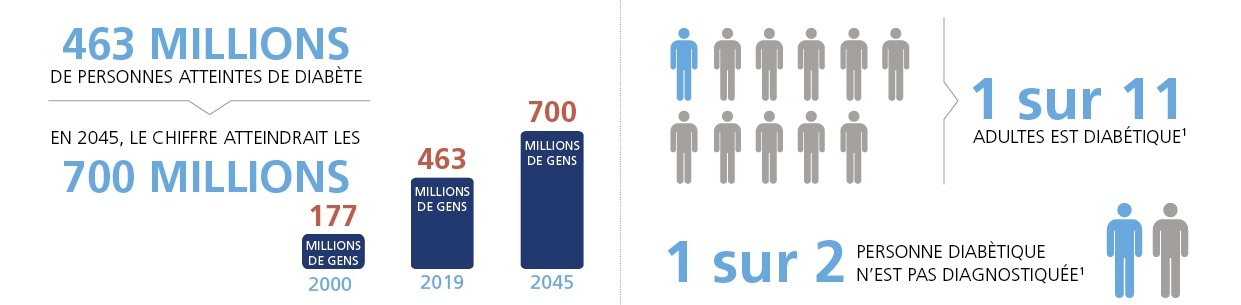 463 MILLIONS
DE PERSONNES ATTEINTES DE DIABÈTE
EN 2045, LE CHIFFRE ATTEINDRAIT LES
700 MILLIONS
177
MILLIONS
DE GENS
2000
463
MILLIONS
DE GENS
2019
700
MILLIONS
DE GENS
2045
1 sur 11
ADULTES EST DIABÉTIQUE¹
1 sur 2
PERSONNE DIABÈTIQUE
N’EST PAS DIAGNOSTIQUÉE¹